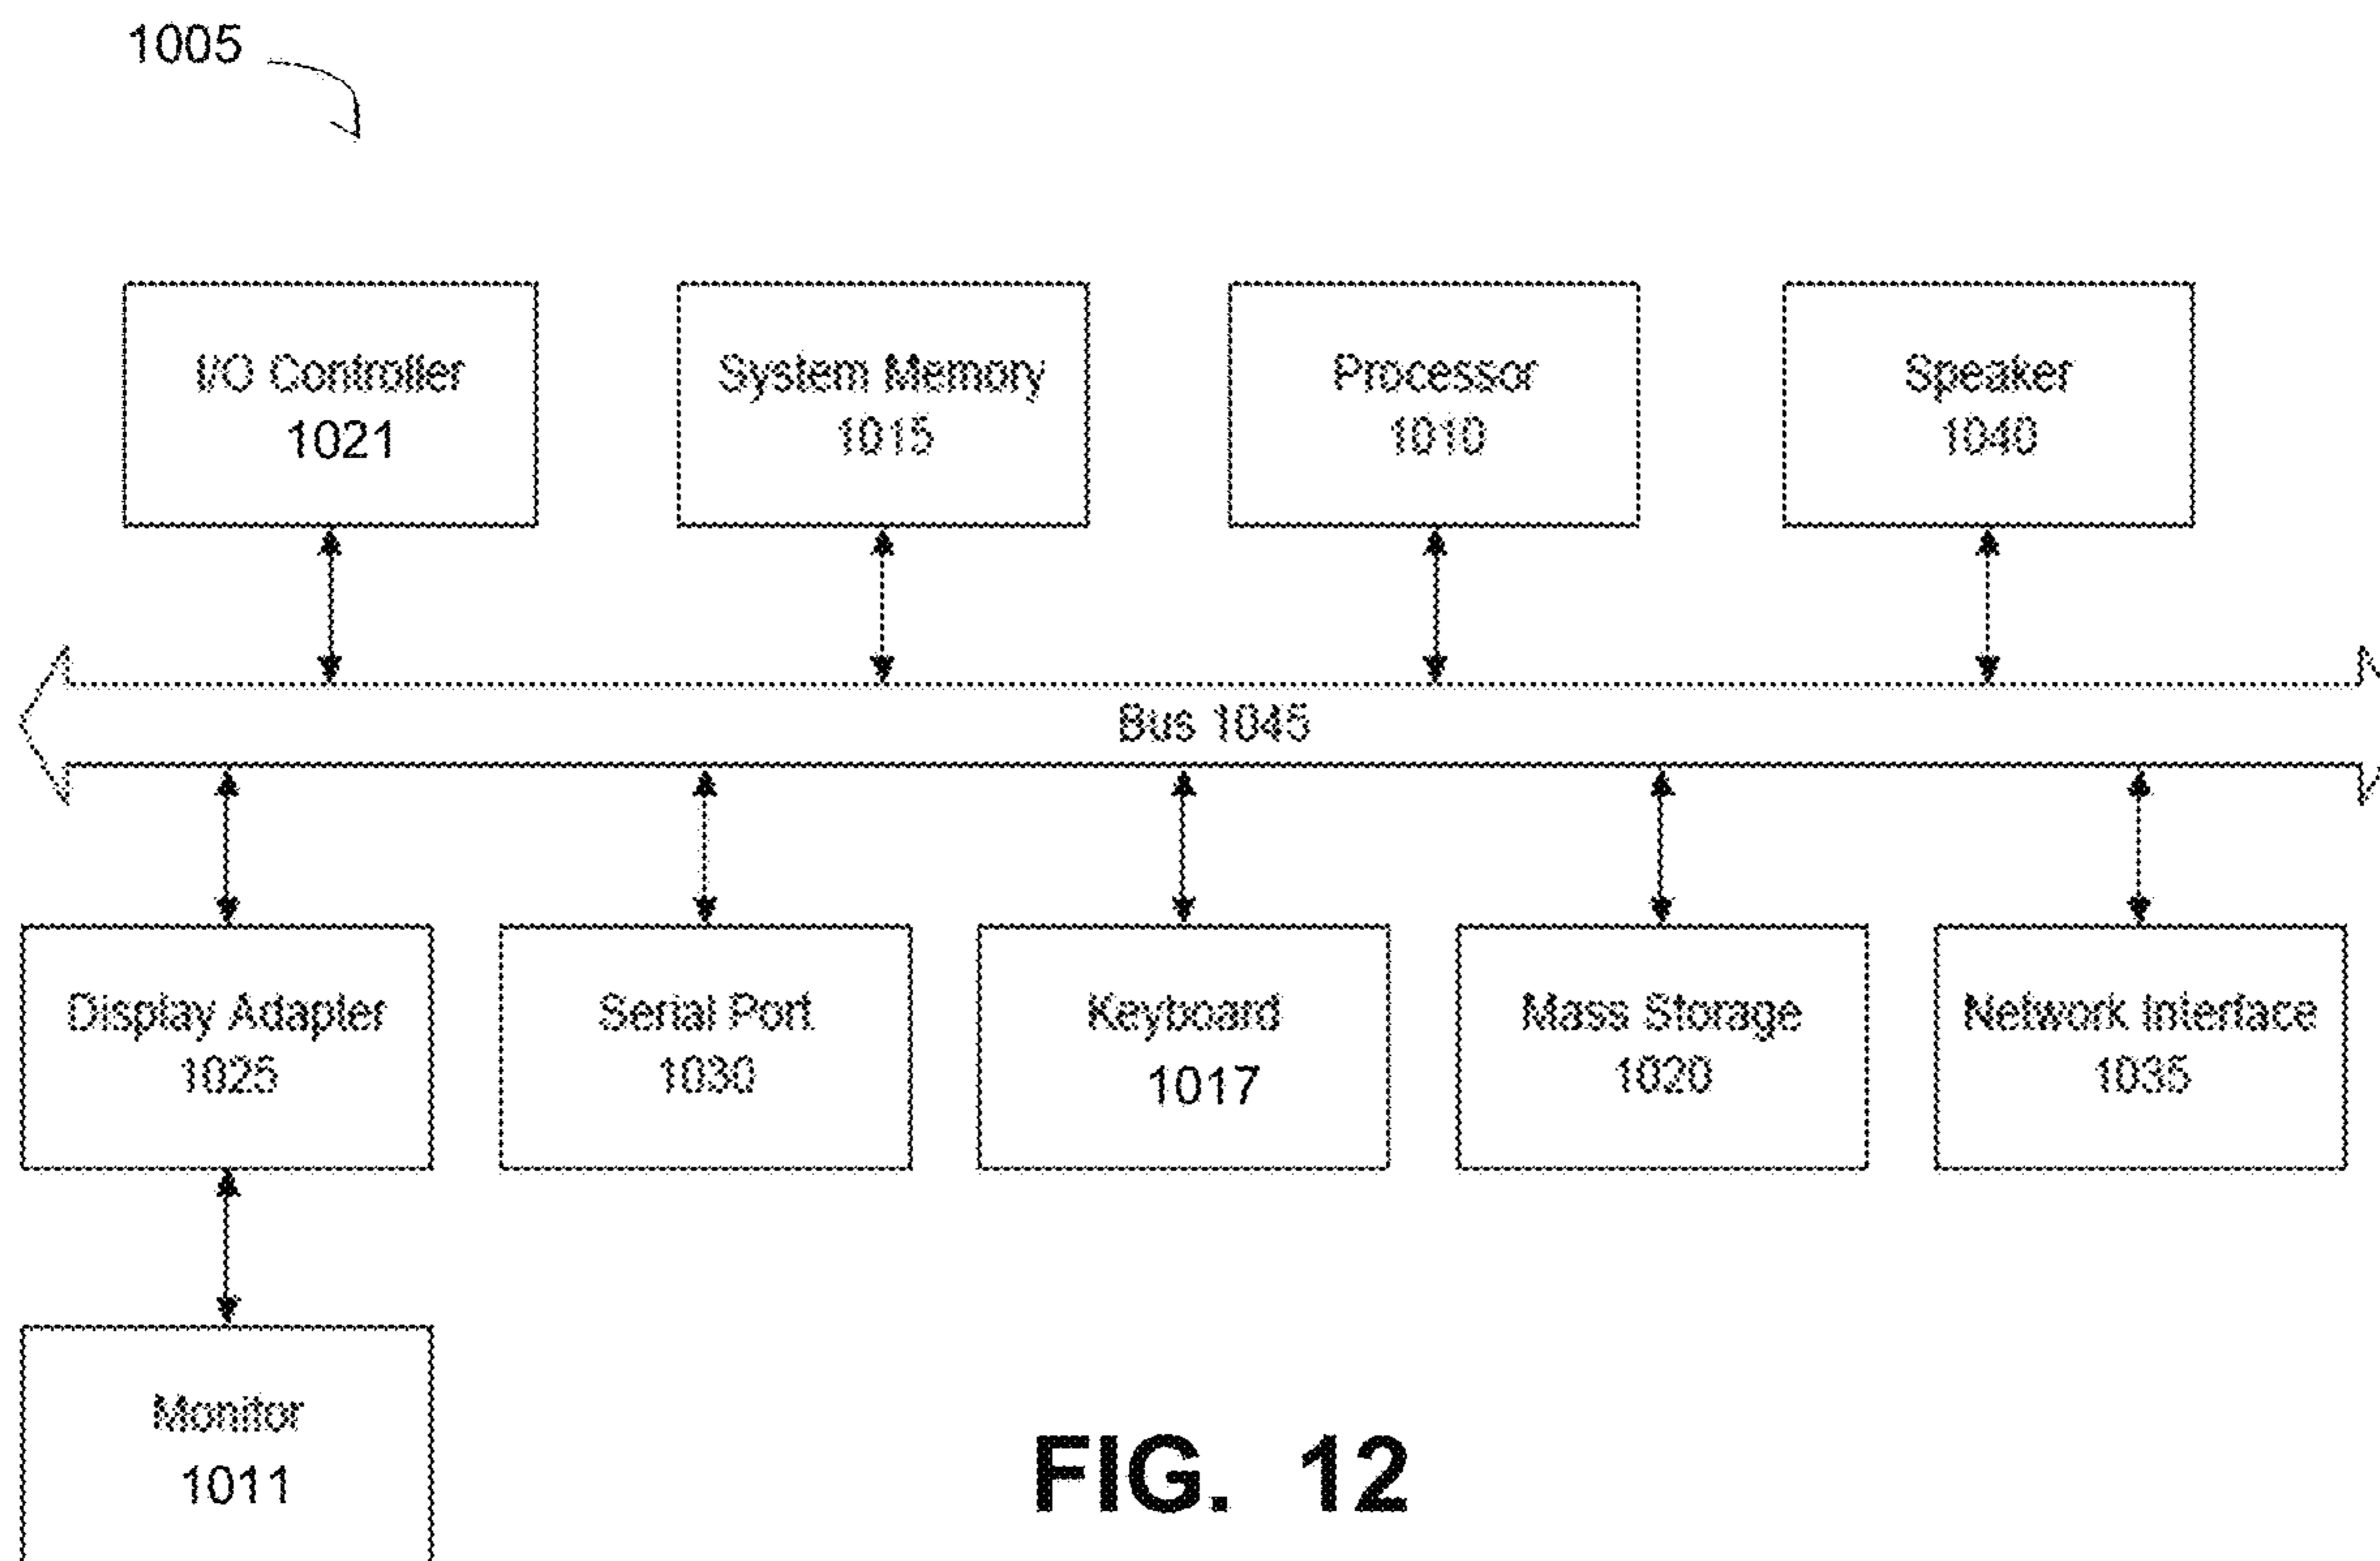 1005
I/O Controller
1021
System Memory
1015
Processor
1010
Speaker
1040
Bus 1045
Display Adapter
1025
Serial Port
1030
Keyboard
1017
Mass Storage
1020
Network Interface
1035
Monitor
1011
FIG. 12